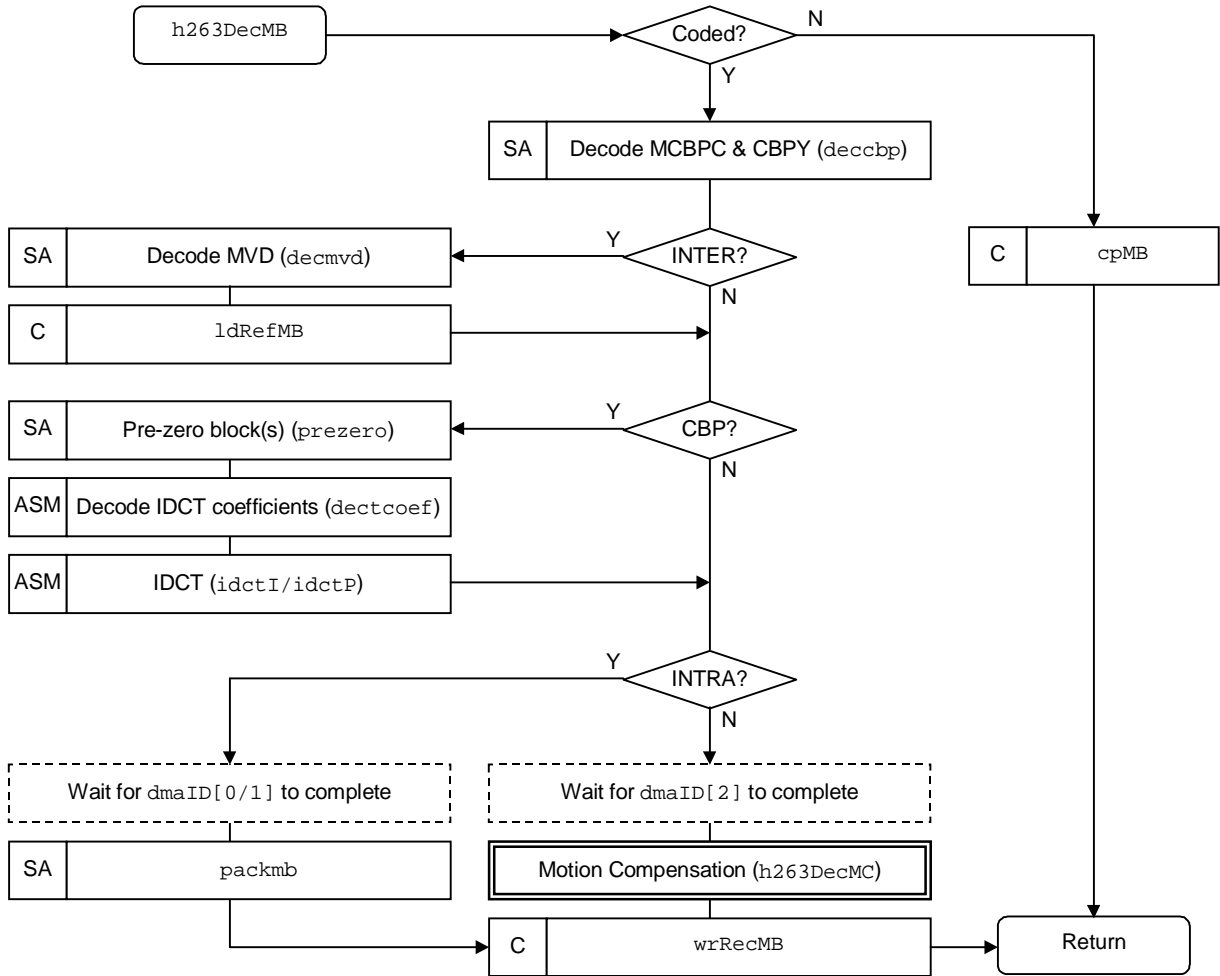 h263DecMB
Coded?
N
Y
SA
Decode MCBPC & CBPY (deccbp)
SA
Decode MVD (decmvd)
Y
INTER?
C
cpMB
N
C
ldRefMB
SA
Pre-zero block(s) (prezero)
Y
CBP?
N
ASM
Decode IDCT coefficients (dectcoef)
ASM
IDCT (idctI/idctP)
Y
INTRA?
N
Wait for dmaID[0/1] to complete
Wait for dmaID[2] to complete
SA
packmb
Motion Compensation (h263DecMC)
C
wrRecMB
Return